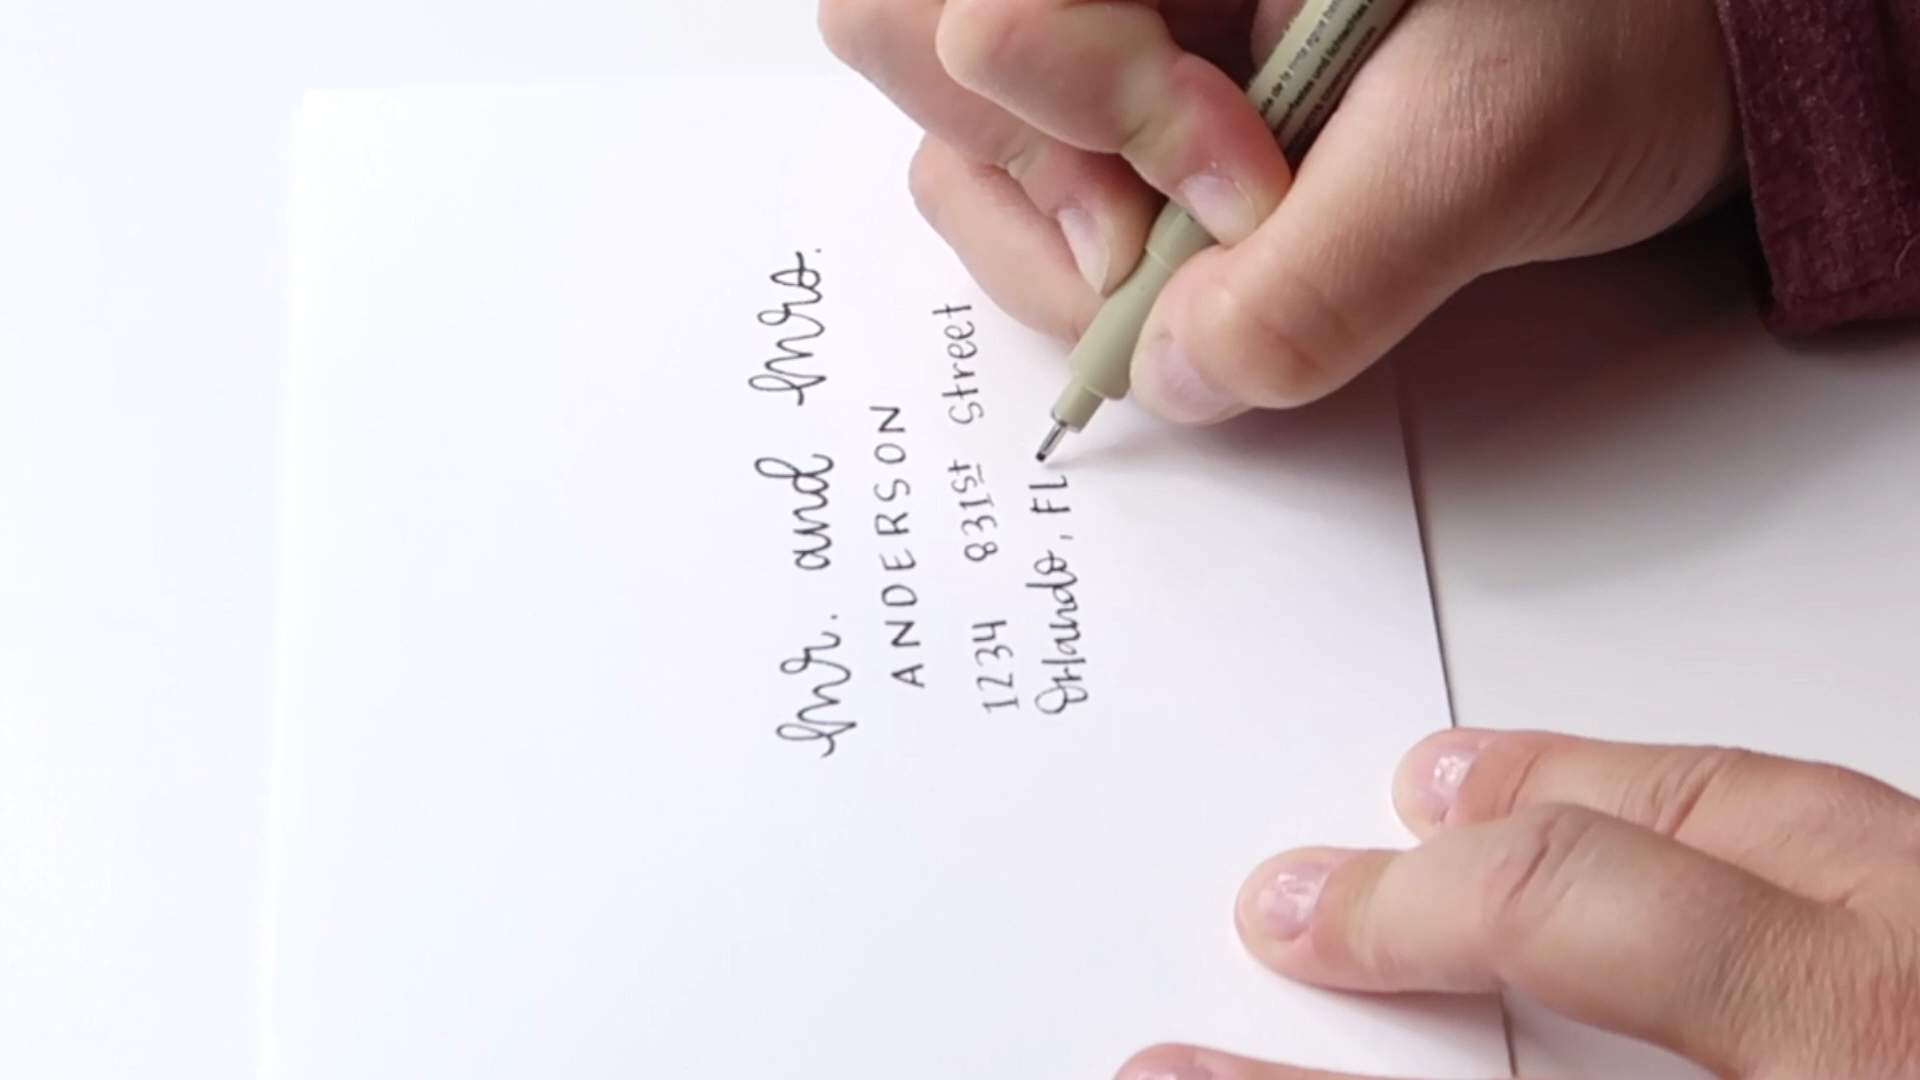 Mr. and Mrs.
ANDERSON
1234 831st street
Orlando, FL